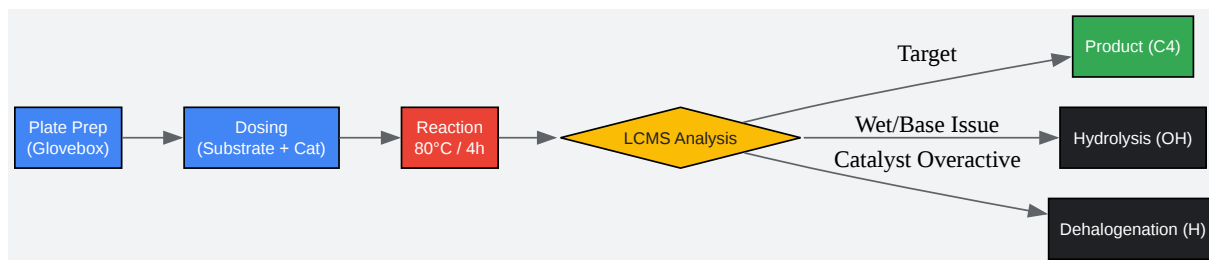 Plate Prep
(Glovebox)
Dosing
(Substrate + Cat)
Reaction
80°C / 4h
LCMS Analysis
Target
Wet/Base Issue
Catalyst Overactive
Product (C4)
Hydrolysis (OH)
Dehalogenation (H)